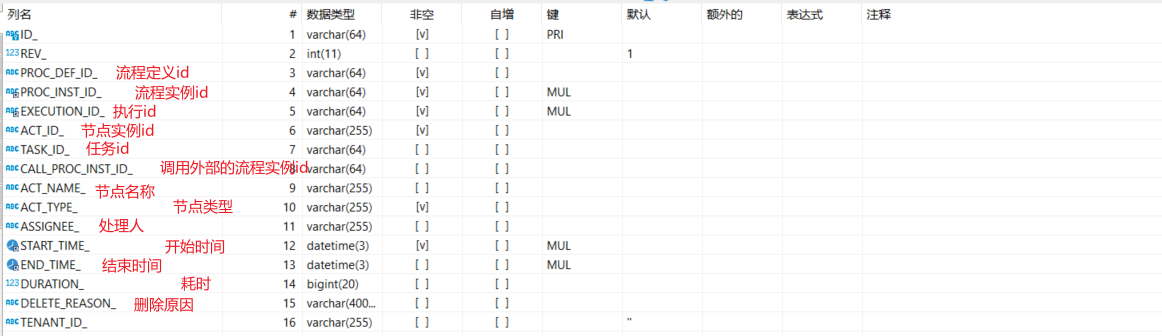 列名 # 数据类型 非空 自增 键 默认 额外的 表达式 注释
ID_ 1 varchar(64) [v] [ ] PRI
REV_ 2 int(11) [ ] [ ] 1
PROC_DEF_ID_ 流程定义id 3 varchar(64) [v] [ ]
PROC_INST_ID_ 流程实例id 4 varchar(64) [v] [ ] MUL
EXECUTION_ID_ 执行id 5 varchar(64) [v] [ ] MUL
ACT_ID_ 节点实例id 6 varchar(255) [v] [ ]
TASK_ID_ 任务id 7 varchar(64) [ ] [ ]
CALL_PROC_INST_ID_ 调用外部的流程实例id varchar(64) [ ] [ ]
ACT_NAME_ 节点名称 9 varchar(255) [ ] [ ]
ACT_TYPE_ 节点类型 10 varchar(255) [v] [ ]
ASSIGNEE_ 处理人 11 varchar(255) [ ] [ ]
START_TIME_ 开始时间 12 datetime(3) [v] [ ] MUL
END_TIME_ 结束时间 13 datetime(3) [ ] [ ] MUL
DURATION_ 耗时 14 bigint(20) [ ] [ ]
DELETE_REASON_ 删除原因 15 varchar(400... [ ] [ ]
TENANT_ID_ 16 varchar(255) [ ] [ ] ''